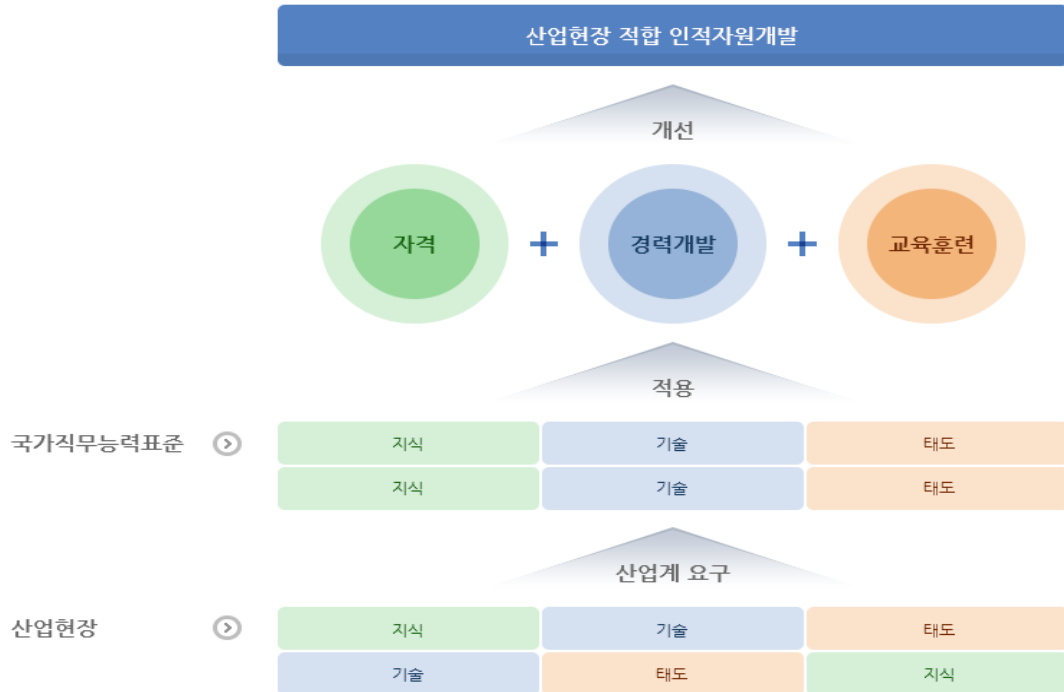 산업현장 적합 인적자원개발
개선
자격 + 경력개발 + 교육훈련
적용
국가직무능력표준 지식 기술 태도
지식 기술 태도
산업계 요구
산업현장 지식 기술 태도
기술 태도 지식